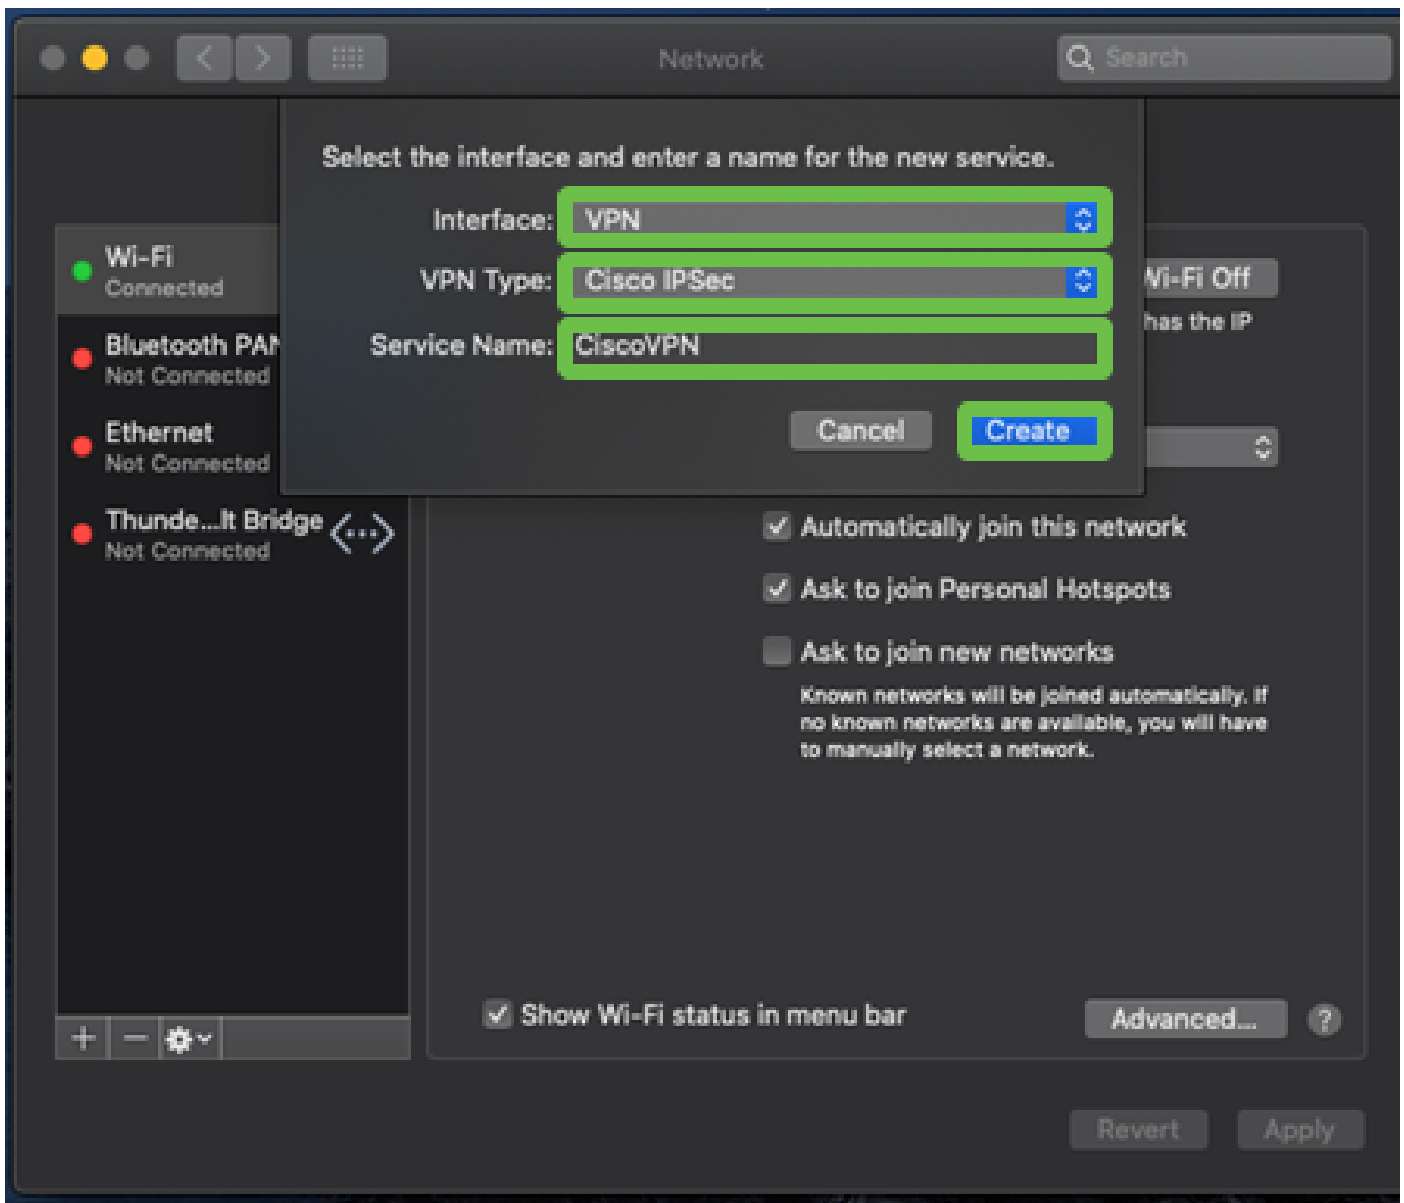 Network
Search
Select the interface and enter a name for the new service.
Interface: VPN
VPN Type: Cisco IPSec
Service Name: CiscoVPN
Cancel
Create
Wi-Fi
Connected
Bluetooth PAN
Not Connected
Ethernet
Not Connected
Thunde...lt Bridge
Not Connected
Wi-Fi Off
has the IP
Automatically join this network
Ask to join Personal Hotspots
Ask to join new networks
Known networks will be joined automatically. If
no known networks are available, you will have
to manually select a network.
Show Wi-Fi status in menu bar
Advanced...
?
Revert
Apply